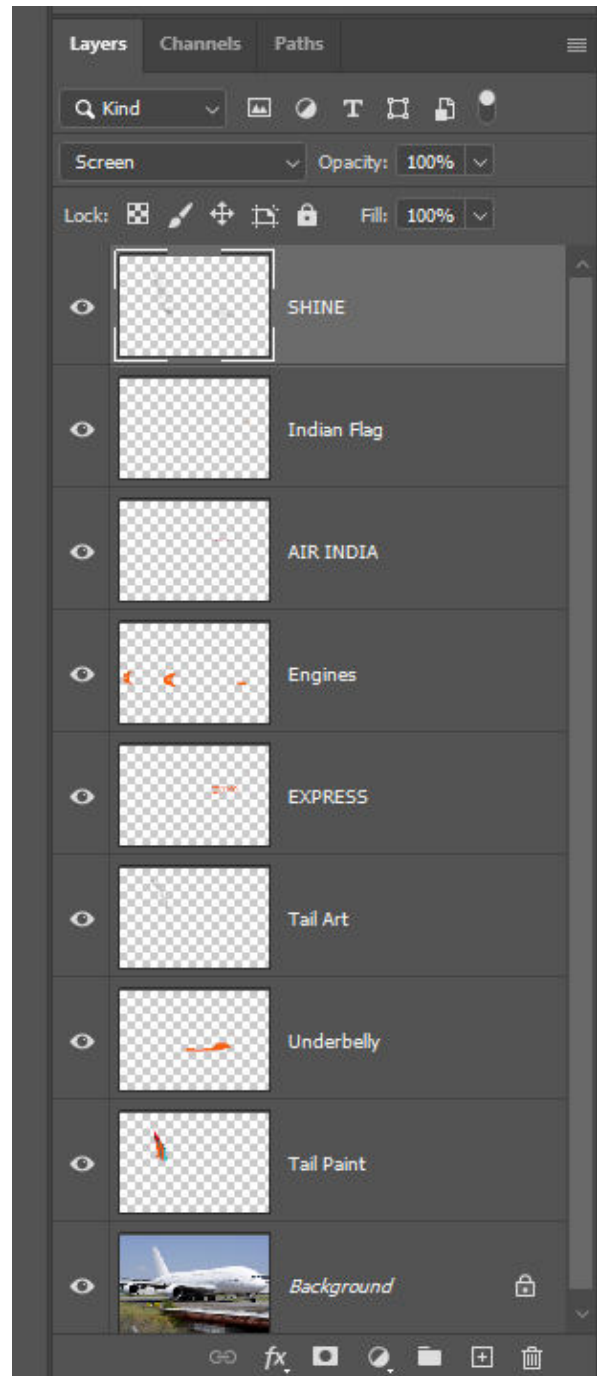 Layers Channels Paths
Kind
Screen Opacity: 100%
Lock: Fill: 100%
SHINE
Indian Flag
AIR INDIA
Engines
EXPRESS
Tail Art
Underbelly
Tail Paint
Background
fx